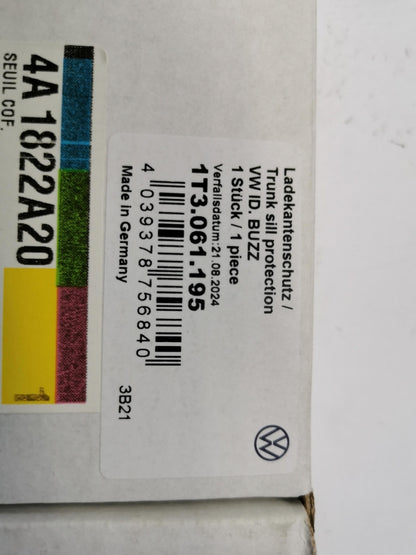 4A 1822A20
SEUIL COF.
Ladekantenschutz /
Trunk sill protection
VW ID. BUZZ
1 Stück / 1 piece
Verfallsdatum:21.08.2024
1T3.061.195
4 039378 756840
Made in Germany
3B21